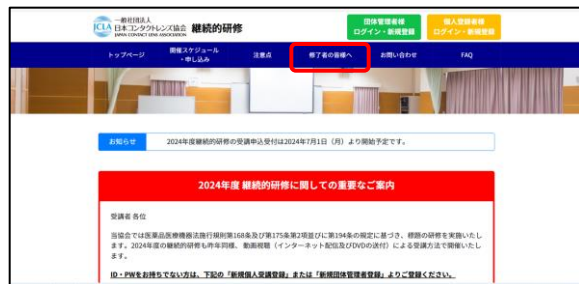 一般社団法人
JCLA 日本コンタクトレンズ協会 継続的研修
JAPAN CONTACT LENS ASSOCIATION
団体管理者様
ログイン・新規登録
個人登録者様
ログイン・新規登録
トップページ
開催スケジュール
・申し込み
注意点
修了者の皆様へ
お問い合わせ
FAQ
お知らせ
2024年度継続的研修の受講申込受付は2024年7月1日（月）より開始予定です。
2024年度 継続的研修に関しての重要なご案内
受講者 各位
当協会では医薬品医療機器法施行規則第168条及び第175条第2項並びに第194条の規定に基づき、標題の研修を実施いたし
ます。2024年度の継続的研修も昨年同様、動画視聴（インターネット配信及びDVDの送付）による受講方法で開催いたし
ます。
ID・PWをお持ちでない方は、下記の「新規個人受講登録」または「新規団体管理者登録」よりご登録ください。